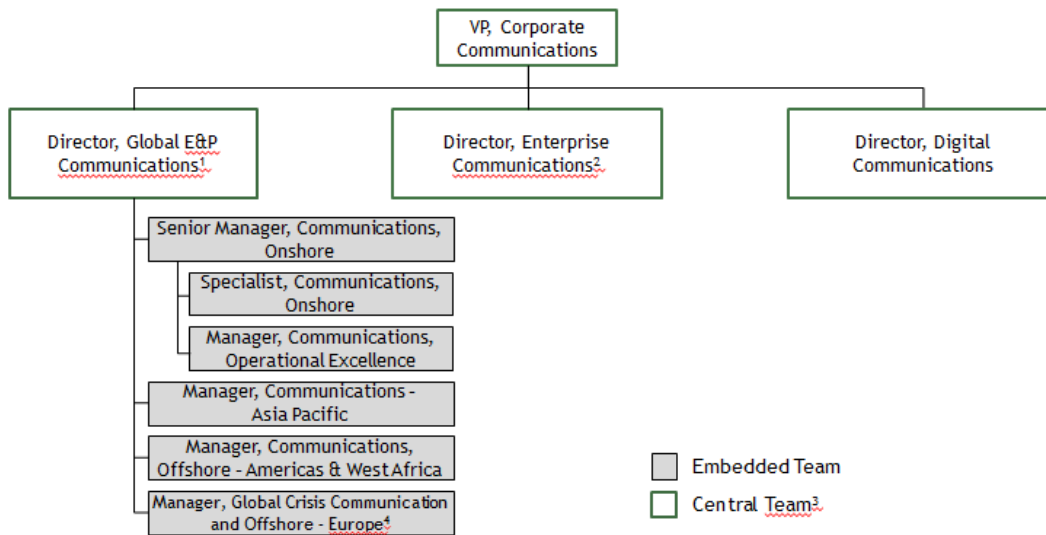 VP, Corporate
Communications
Director, Global E&P
Communications¹
Director, Enterprise
Communications²
Director, Digital
Communications
Senior Manager, Communications,
Onshore
Specialist, Communications,
Onshore
Manager, Communications,
Operational Excellence
Manager, Communications –
Asia Pacific
Manager, Communications,
Offshore – Americas & West Africa
Manager, Global Crisis Communication
and Offshore - Europe⁴
Embedded Team
Central Team³